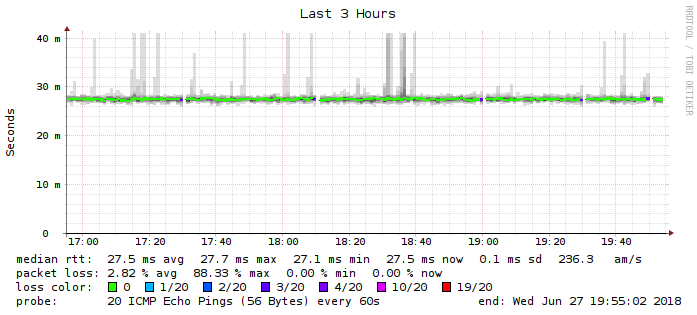 Last 3 Hours
RRDTOOL / TOBI OETIKER
Seconds
40 m
30 m
20 m
10 m
0
17:00 17:20 17:40 18:00 18:20 18:40 19:00 19:20 19:40
median rtt: 27.5 ms avg 27.7 ms max 27.1 ms min 27.5 ms now 0.1 ms sd 236.3 am/s
packet loss: 2.82 % avg 88.33 % max 0.00 % min 0.00 % now
loss color: 0 1/20 2/20 3/20 4/20 10/20 19/20
probe: 20 ICMP Echo Pings (56 Bytes) every 60s end: Wed Jun 27 19:55:02 2018